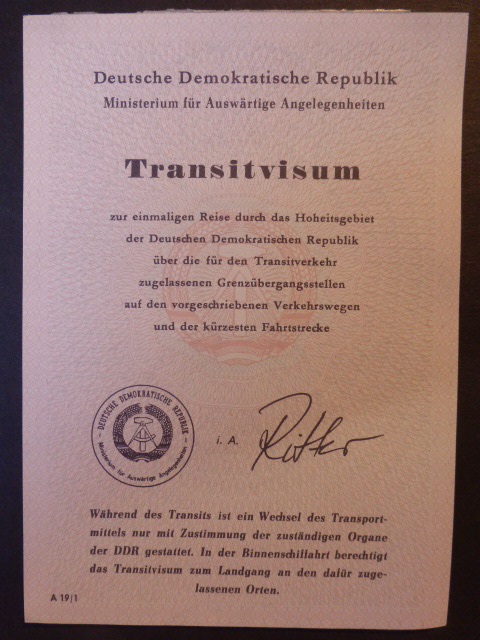 Deutsche Demokratische Republik
Ministerium für Auswärtige Angelegenheiten
Transitvisum
zur einmaligen Reise durch das Hoheitsgebiet
der Deutschen Demokratischen Republik
über die für den Transitverkehr
zugelassenen Grenzübergangsstellen
auf den vorgeschriebenen Verkehrswegen
und der kürzesten Fahrtstrecke
DEUTSCHE DEMOKRATISCHE REPUBLIK
Ministerium für Auswärtige Angelegenheiten
i. A. Ritter
Während des Transits ist ein Wechsel des Transport-
mittels nur mit Zustimmung der zuständigen Organe
der DDR gestattet. In der Binnenschiffahrt berechtigt
das Transitvisum zum Landgang an den dafür zuge-
lassenen Orten.
A 19/1